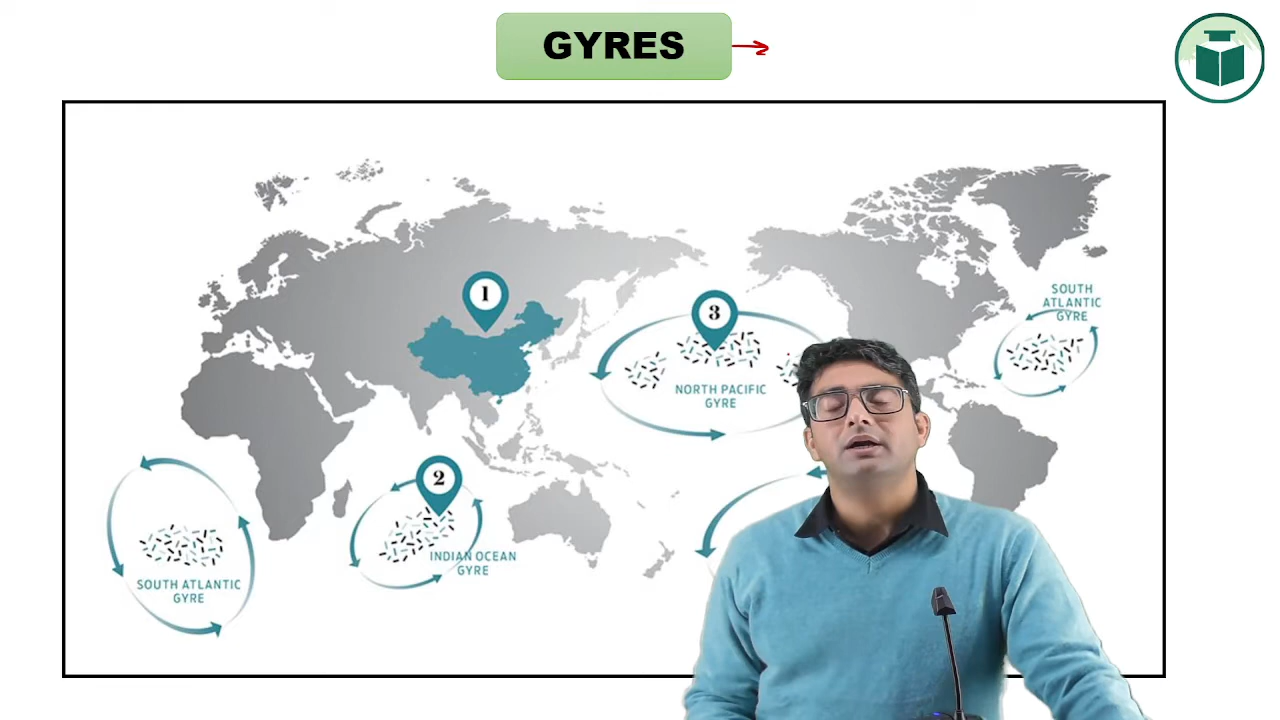 GYRES
1
3
SOUTH
ATLANTIC
GYRE
NORTH PACIFIC
GYRE
2
INDIAN OCEAN
GYRE
SOUTH ATLANTIC
GYRE